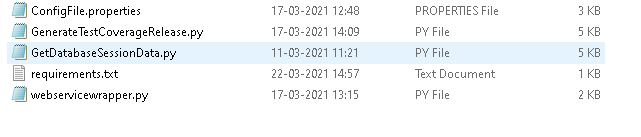 ConfigFile.properties 17-03-2021 12:48 PROPERTIES File 3 KB
GenerateTestCoverageRelease.py 17-03-2021 14:09 PY File 5 KB
GetDatabaseSessionData.py 11-03-2021 11:21 PY File 5 KB
requirements.txt 22-03-2021 14:57 Text Document 1 KB
webservicewrapper.py 17-03-2021 13:15 PY File 2 KB